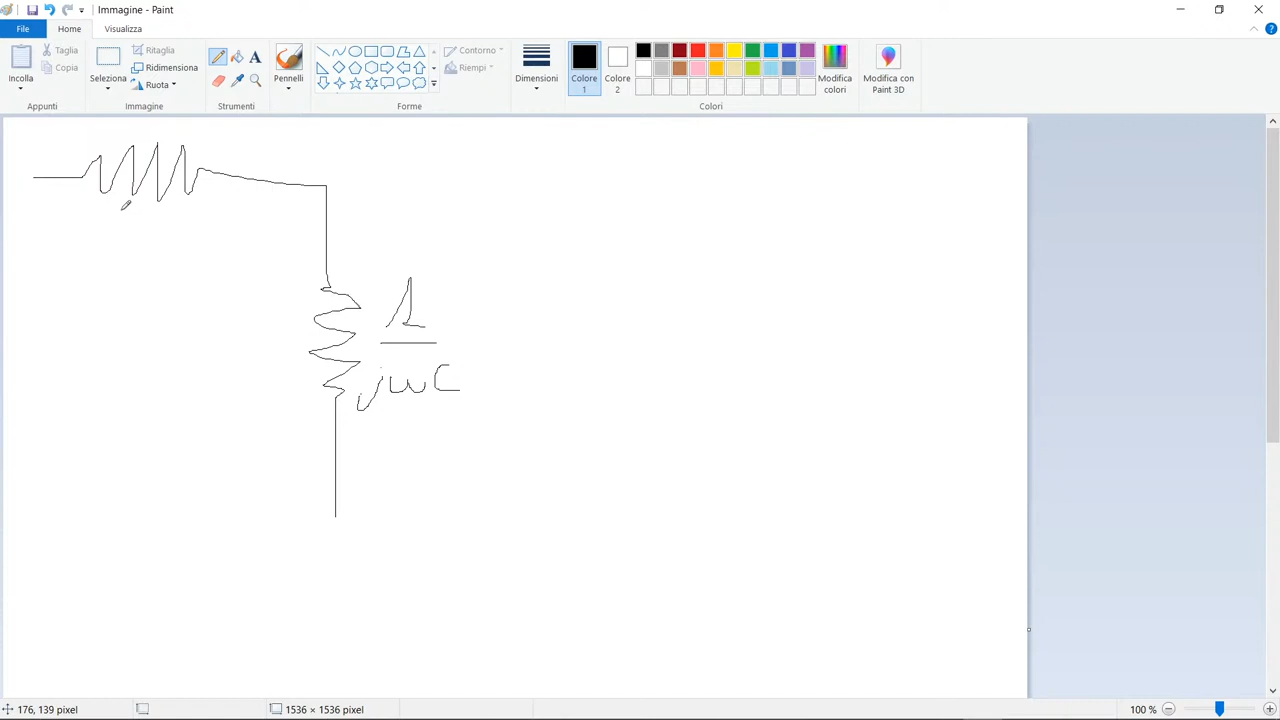 Immagine - Paint
File Home Visualizza
Incolla Taglia Copia Seleziona Ritaglia Ridimensiona Ruota A Pennelli Contorno Riempi Dimensioni Colore 1 Colore 2 Modifica colori Modifica con Paint 3D
Appunti Immagine Strumenti Forme Colori
1
jωC
176, 139 pixel 1536 × 1536 pixel 100 %